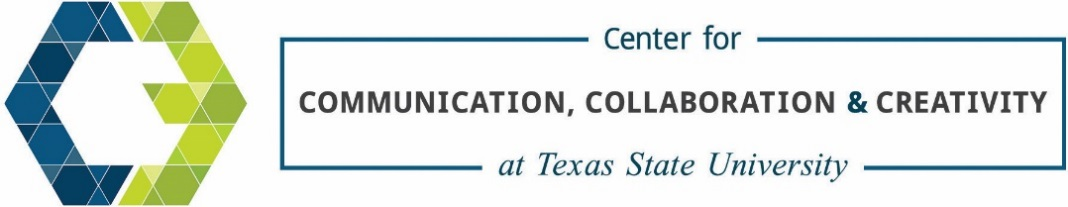 Center for
COMMUNICATION, COLLABORATION & CREATIVITY
at Texas State University